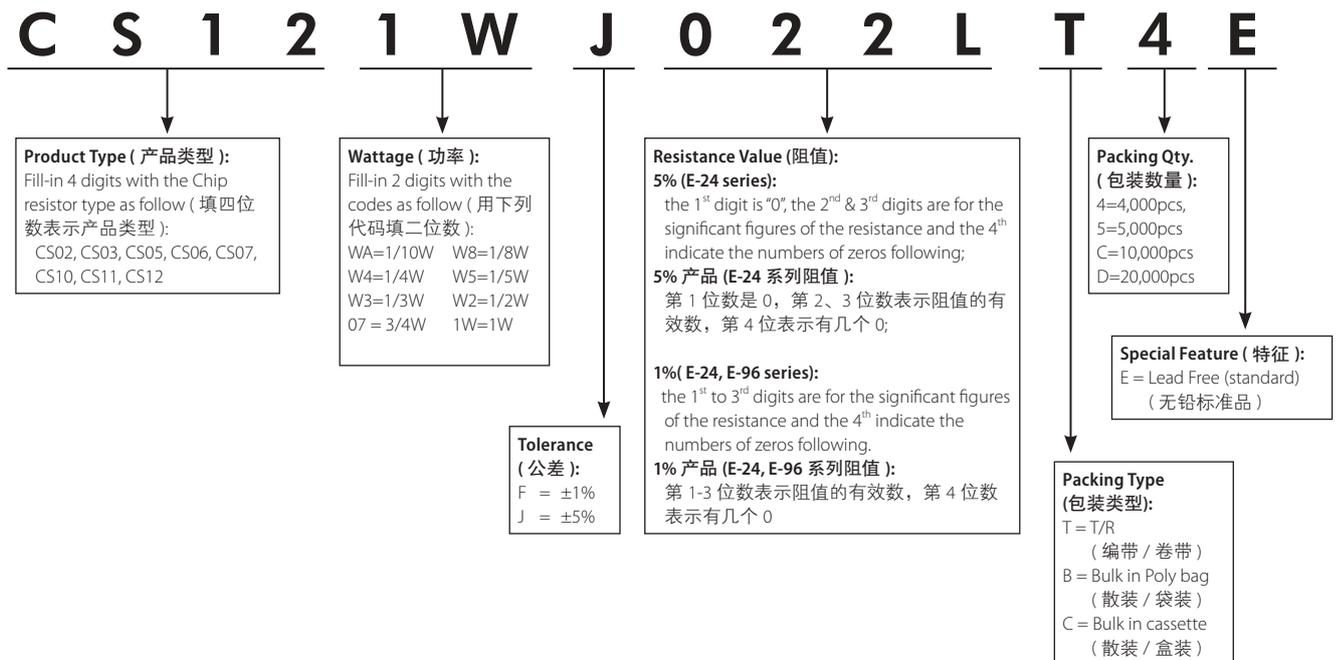 C S 1 2 1 W J 0 2 2 L T 4 E
Product Type ( 产品类型 ):
Fill-in 4 digits with the Chip
resistor type as follow ( 填四位
数表示产品类型 ):
CS02, CS03, CS05, CS06, CS07,
CS10, CS11, CS12
Wattage ( 功率 ):
Fill-in 2 digits with the
codes as follow ( 用下列
代码填二位数 ):
WA=1/10W W8=1/8W
W4=1/4W W5=1/5W
W3=1/3W W2=1/2W
07 = 3/4W 1W=1W
Tolerance
( 公差 ):
F = ±1%
J = ±5%
Resistance Value (阻值):
5% (E-24 series):
the 1st digit is “0”, the 2nd & 3rd digits are for the
significant figures of the resistance and the 4th
indicate the numbers of zeros following;
5% 产品 (E-24 系列阻值 ):
第 1 位数是 0，第 2、3 位数表示阻值的有
效数，第 4 位表示有几个 0;
1%( E-24, E-96 series):
the 1st to 3rd digits are for the significant figures
of the resistance and the 4th indicate the
numbers of zeros following.
1% 产品 (E-24, E-96 系列阻值 ):
第 1-3 位数表示阻值的有效数，第 4 位数
表示有几个 0
Packing Qty.
( 包装数量 ):
4=4,000pcs,
5=5,000pcs
C=10,000pcs
D=20,000pcs
Special Feature ( 特征 ):
E = Lead Free (standard)
( 无铅标准品 )
Packing Type
(包装类型):
T = T/R
( 编带 / 卷带 )
B = Bulk in Poly bag
( 散装 / 袋装 )
C = Bulk in cassette
( 散装 / 盒装 )